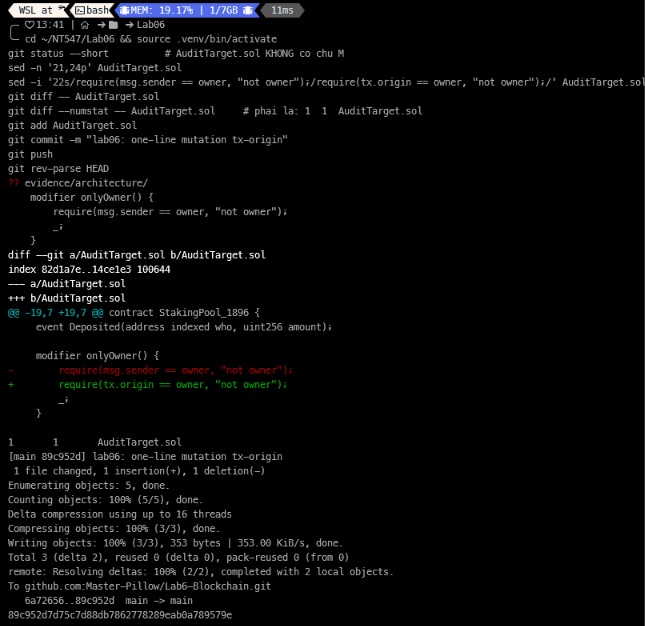 WSL at bash MEM: 19.17% | 1/7GB 11ms
13:41 | Lab06
cd ~/NT547/Lab06 && source .venv/bin/activate
git status --short # AuditTarget.sol KHONG co chu M
sed -n '21,24p' AuditTarget.sol
sed -i '22s/require(msg.sender == owner, "not owner");/require(tx.origin == owner, "not owner");/' AuditTarget.sol
git diff -- AuditTarget.sol
git diff --numstat -- AuditTarget.sol # phai la: 1 1 AuditTarget.sol
git add AuditTarget.sol
git commit -m "lab06: one-line mutation tx-origin"
git push
git rev-parse HEAD
?? evidence/architecture/
modifier onlyOwner() {
require(msg.sender == owner, "not owner");
_;
}
diff --git a/AuditTarget.sol b/AuditTarget.sol
index 82d1a7e..14ce1e3 100644
--- a/AuditTarget.sol
+++ b/AuditTarget.sol
@@ -19,7 +19,7 @@ contract StakingPool_1896 {
event Deposited(address indexed who, uint256 amount);
modifier onlyOwner() {
- require(msg.sender == owner, "not owner");
+ require(tx.origin == owner, "not owner");
_;
}
1 1 AuditTarget.sol
[main 89c952d] lab06: one-line mutation tx-origin
1 file changed, 1 insertion(+), 1 deletion(-)
Enumerating objects: 5, done.
Counting objects: 100% (5/5), done.
Delta compression using up to 16 threads
Compressing objects: 100% (3/3), done.
Writing objects: 100% (3/3), 353 bytes | 353.00 KiB/s, done.
Total 3 (delta 2), reused 0 (delta 0), pack-reused 0 (from 0)
remote: Resolving deltas: 100% (2/2), completed with 2 local objects.
To github.com:Master-Pillow/Lab6-Blockchain.git
6a72656..89c952d main -> main
89c952d7d75c7d88db7862778289eab0a789579e